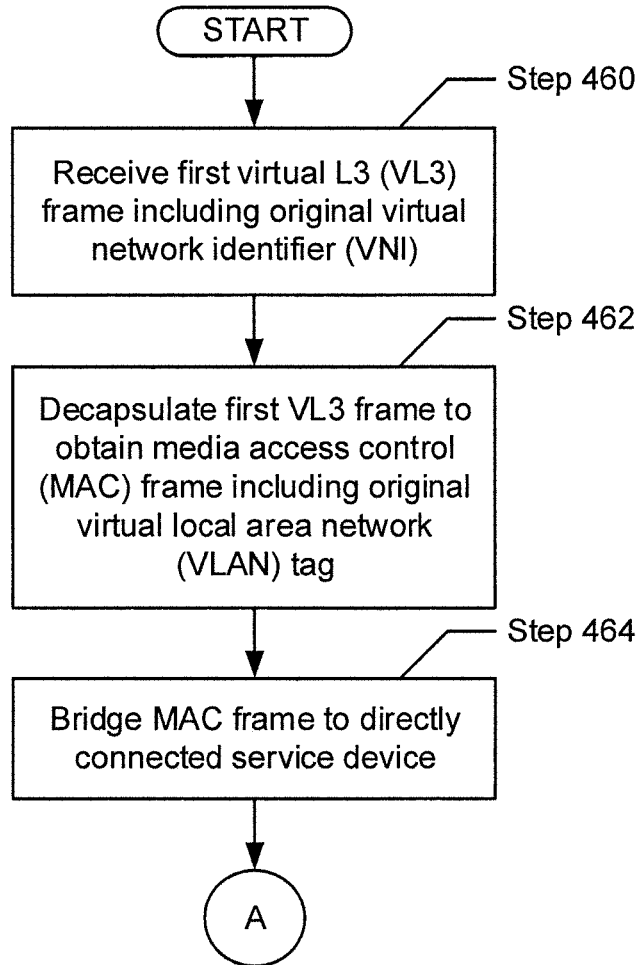 START
Step 460
Receive first virtual L3 (VL3)
frame including original virtual
network identifier (VNI)
Step 462
Decapsulate first VL3 frame to
obtain media access control
(MAC) frame including original
virtual local area network
(VLAN) tag
Step 464
Bridge MAC frame to directly
connected service device
A